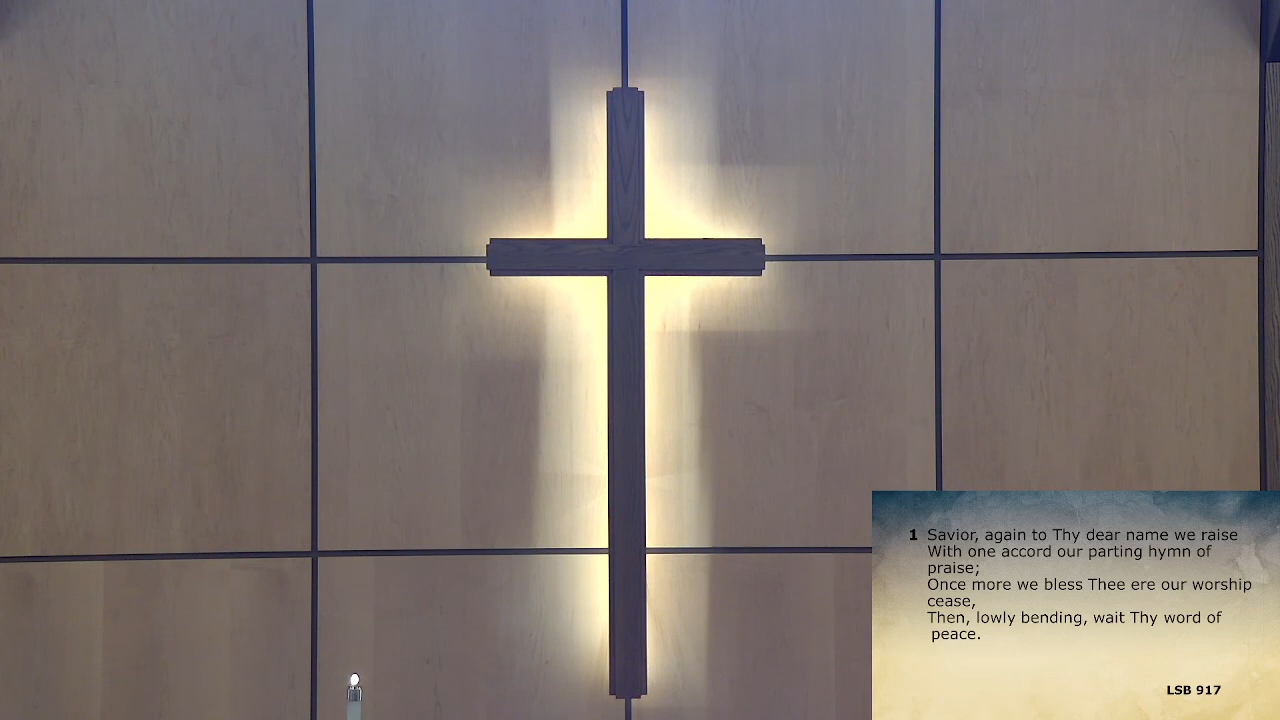 1 Savior, again to Thy dear name we raise
With one accord our parting hymn of
praise;
Once more we bless Thee ere our worship
cease,
Then, lowly bending, wait Thy word of
peace.
LSB 917